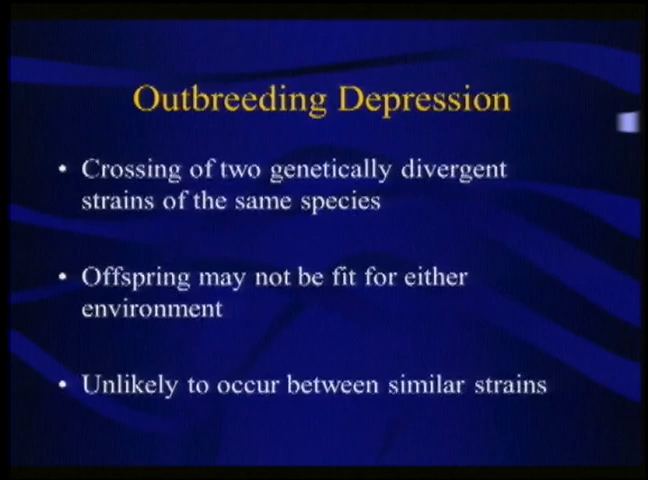 Outbreeding Depression
• Crossing of two genetically divergent
strains of the same species
• Offspring may not be fit for either
environment
• Unlikely to occur between similar strains